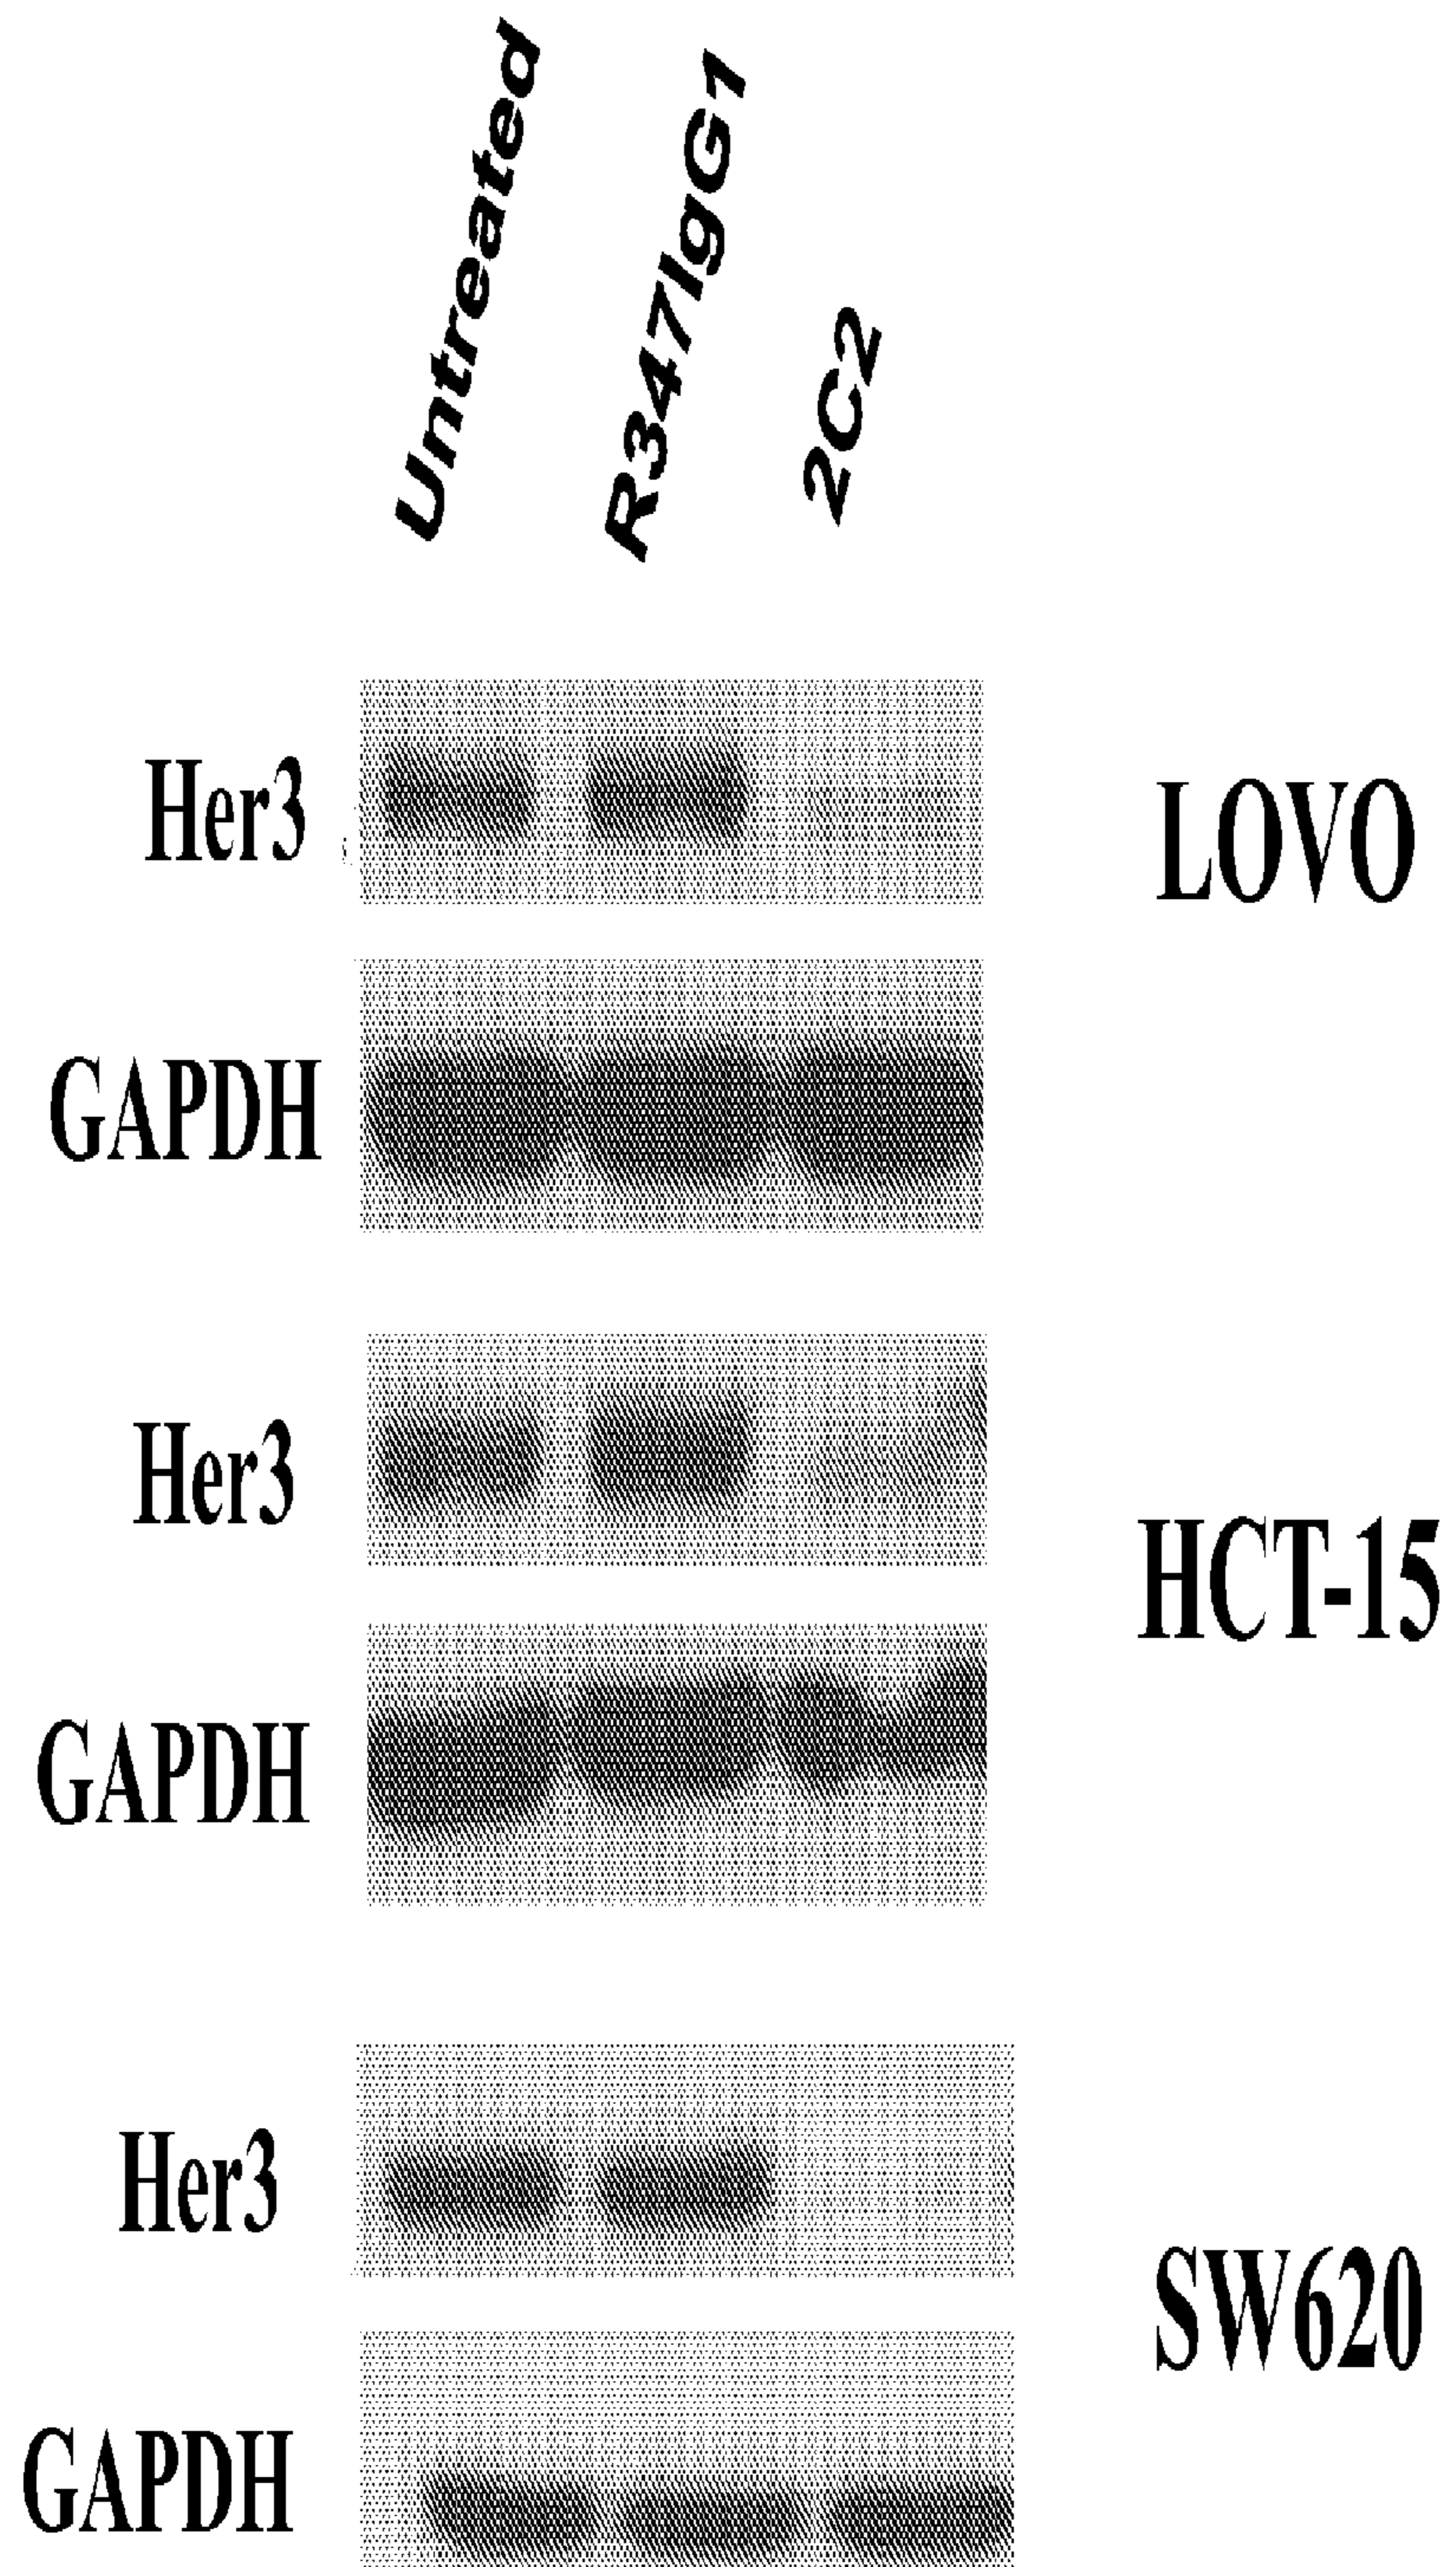 Untreated
R347IgG1
2C2
Her3
LOVO
GAPDH
Her3
HCT-15
GAPDH
Her3
SW620
GAPDH